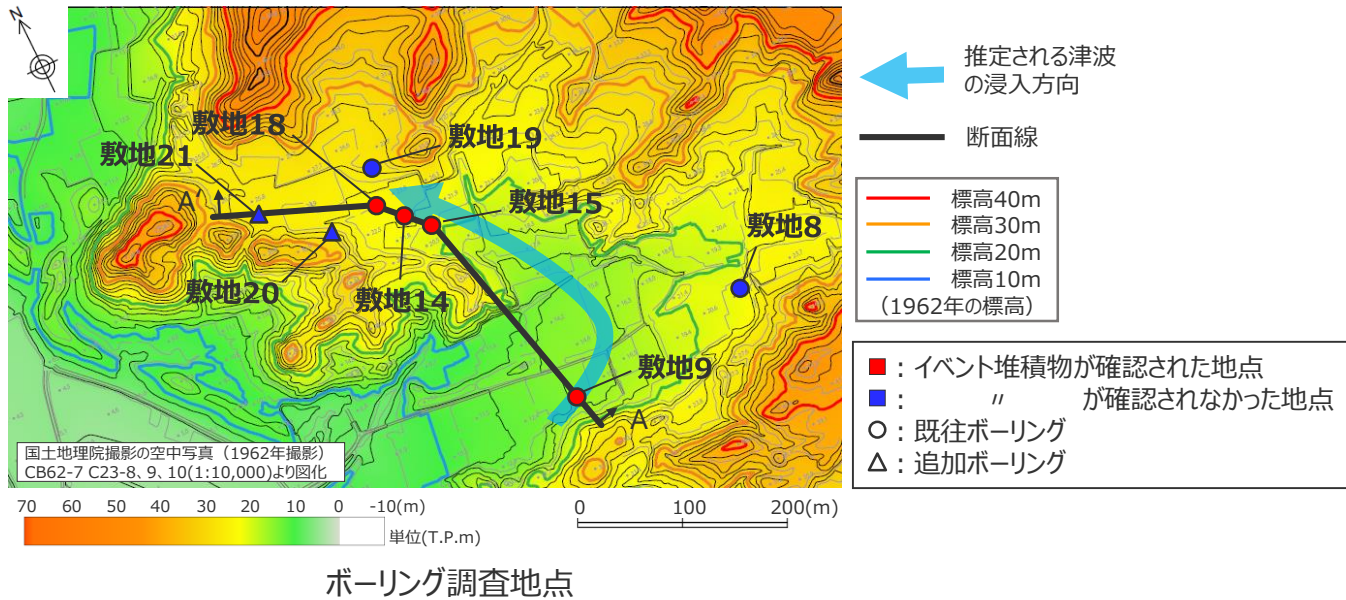 N
敷地18
敷地19
敷地21
A'
敷地15
敷地8
敷地20
敷地14
敷地9
A
国土地理院撮影の空中写真(1962年撮影)
CB62-7 C23-8、9、10(1:10,000)より図化
70 60 50 40 30 20 10 0 -10(m)
単位(T.P.m)
0 100 200(m)
ボーリング調査地点
推定される津波
の浸入方向
断面線
標高40m
標高30m
標高20m
標高10m
(1962年の標高)
:イベント堆積物が確認された地点
: 〃 が確認されなかった地点
:既往ボーリング
:追加ボーリング